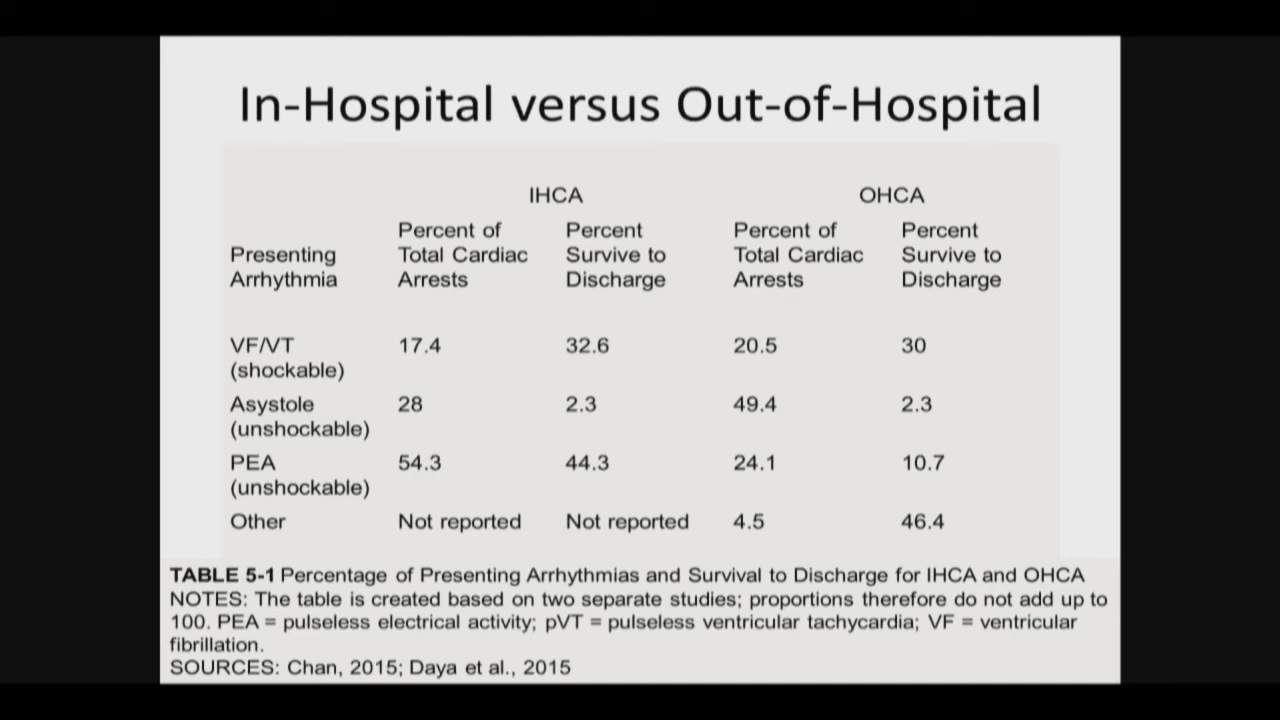 In-Hospital versus Out-of-Hospital
IHCA OHCA
Percent of Percent Percent of Percent
Presenting Total Cardiac Survive to Total Cardiac Survive to
Arrhythmia Arrests Discharge Arrests Discharge
VF/VT 17.4 32.6 20.5 30
(shockable)
Asystole 28 2.3 49.4 2.3
(unshockable)
PEA 54.3 44.3 24.1 10.7
(unshockable)
Other Not reported Not reported 4.5 46.4
TABLE 5-1 Percentage of Presenting Arrhythmias and Survival to Discharge for IHCA and OHCA
NOTES: The table is created based on two separate studies; proportions therefore do not add up to
100. PEA = pulseless electrical activity; pVT = pulseless ventricular tachycardia; VF = ventricular
fibrillation.
SOURCES: Chan, 2015; Daya et al., 2015